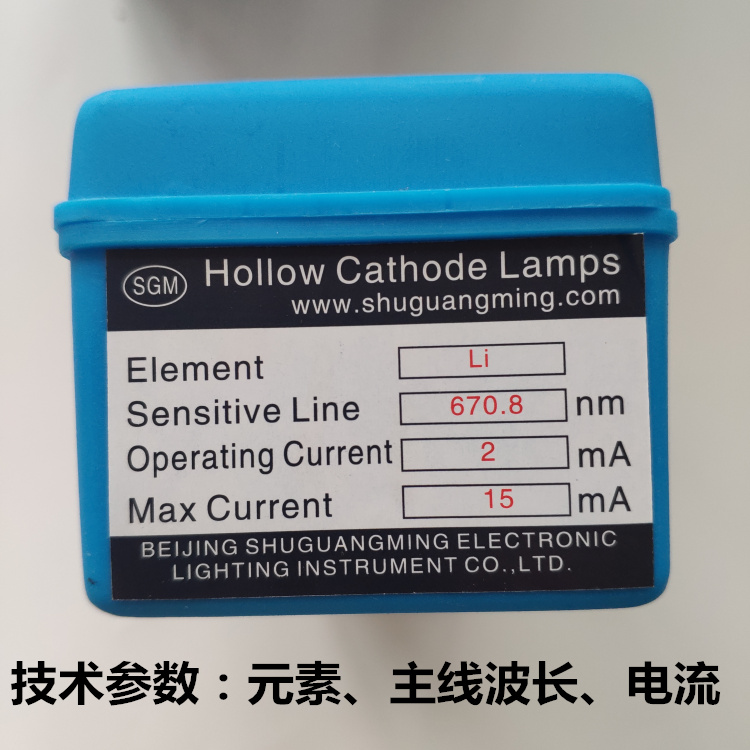 SGM
Hollow Cathode Lamps
www.shuguangming.com
Element Li
Sensitive Line 670.8 nm
Operating Current 2 mA
Max Current 15 mA
BEIJING SHUGUANGMING ELECTRONIC
LIGHTING INSTRUMENT CO.,LTD.
技术参数：元素、主线波长、电流